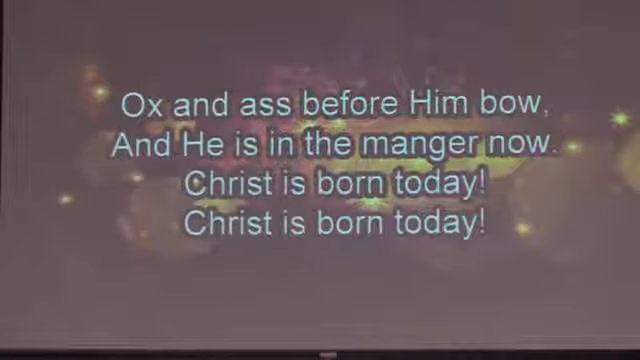 Ox and ass before Him bow,
And He is in the manger now.
Christ is born today!
Christ is born today!